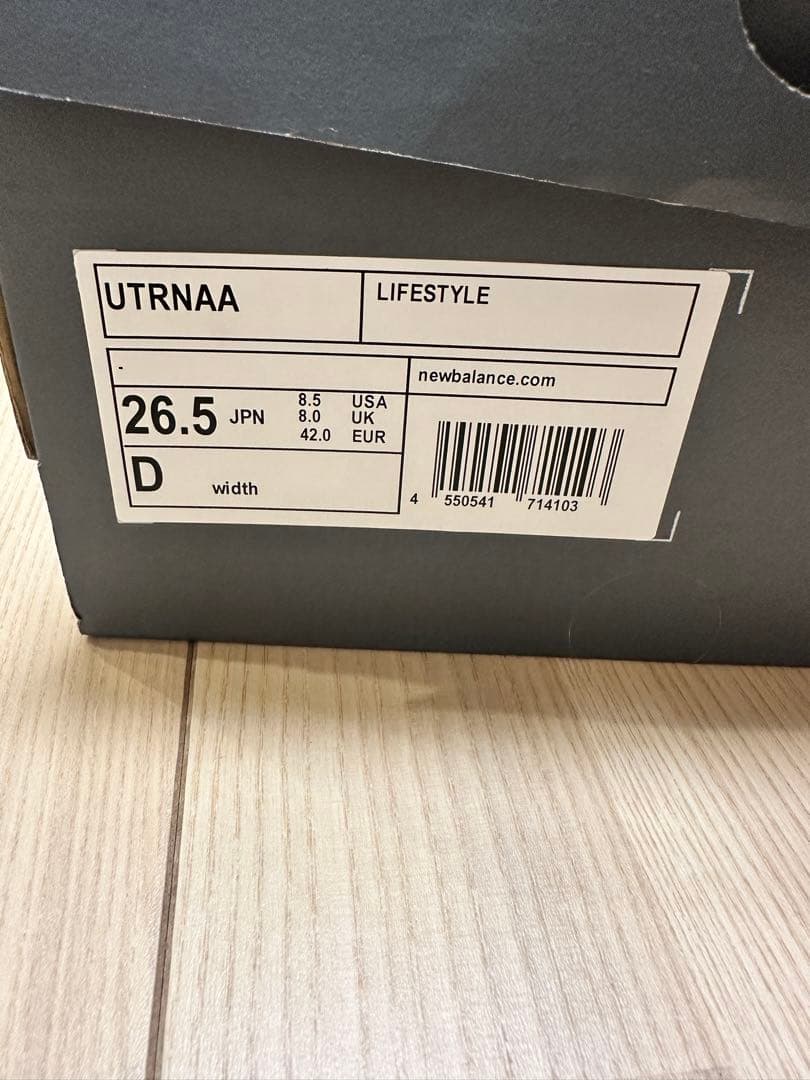 UTRNAA
LIFESTYLE
-
newbalance.com
26.5 JPN
8.5 USA
8.0 UK
42.0 EUR
D width
4 550541 714103